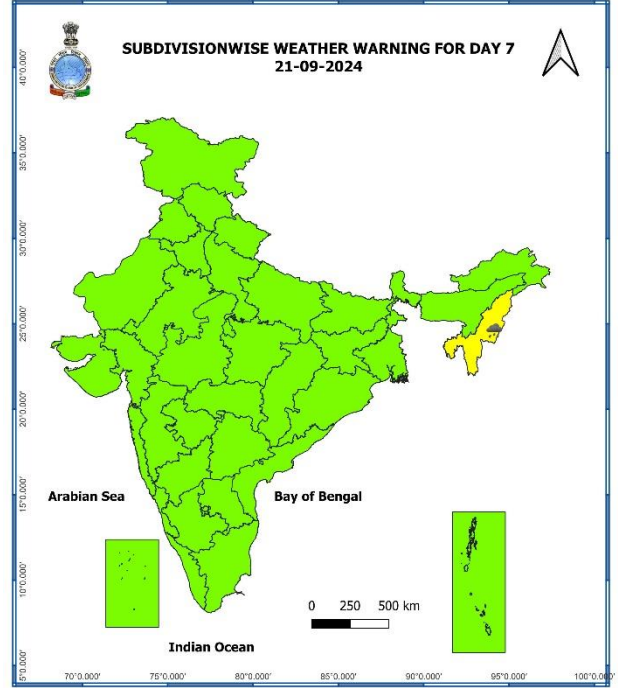 SUBDIVISIONWISE WEATHER WARNING FOR DAY 7
21-09-2024
40°0.000'
35°0.000'
30°0.000'
25°0.000'
20°0.000'
15°0.000'
10°0.000'
5°0.000'
Arabian Sea
Bay of Bengal
0 250 500 km
Indian Ocean
70°0.000' 75°0.000' 80°0.000' 85°0.000' 90°0.000' 95°0.000' 100°0.000'